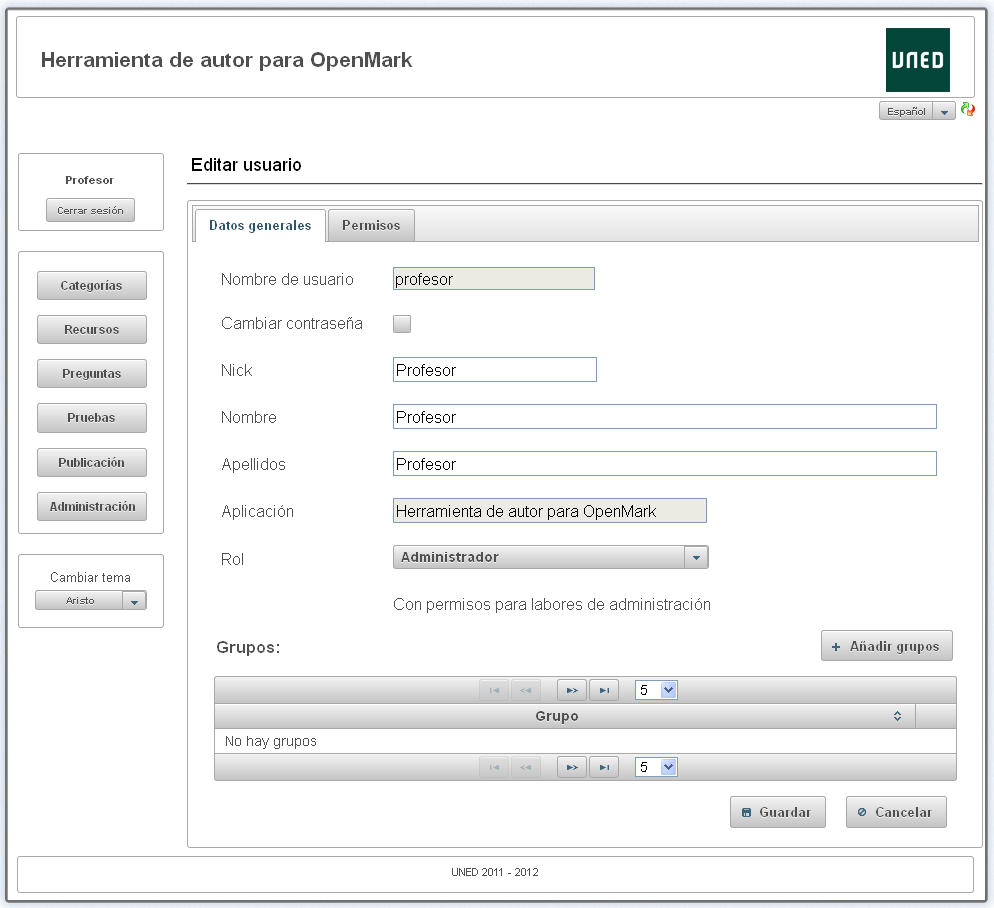 Herramienta de autor para OpenMark
UNED
Español
Profesor
Cerrar sesión
Categorías
Recursos
Preguntas
Pruebas
Publicación
Administración
Cambiar tema
Aristo
Editar usuario
Datos generales Permisos
Nombre de usuario profesor
Cambiar contraseña
Nick Profesor
Nombre Profesor
Apellidos Profesor
Aplicación Herramienta de autor para OpenMark
Rol Administrador
Con permisos para labores de administración
Grupos: Añadir grupos
5
Grupo
No hay grupos
5
Guardar Cancelar
UNED 2011 - 2012